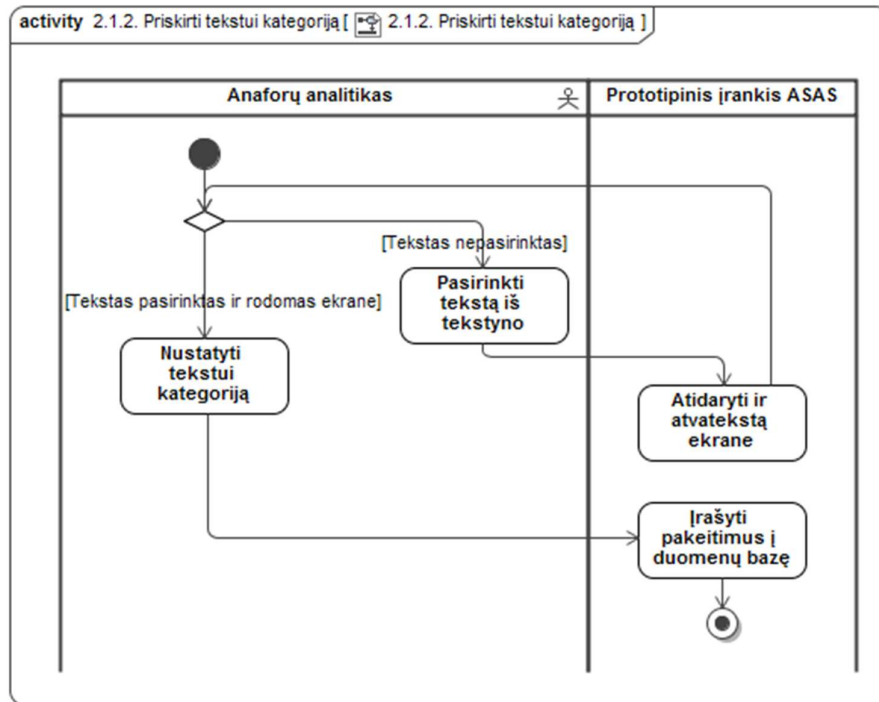 activity 2.1.2. Priskirti tekstui kategoriją [ 2.1.2. Priskirti tekstui kategoriją ]
Anaforų analitikas
Prototipinis įrankis ASAS
[Tekstas nepasirinktas]
Pasirinkti
tekstą iš
tekstyno
[Tekstas pasirinktas ir rodomas ekrane]
Nustatyti
tekstui
kategoriją
Atidaryti ir
atvatekstą
ekrane
Įrašyti
pakeitimus į
duomenų bazę